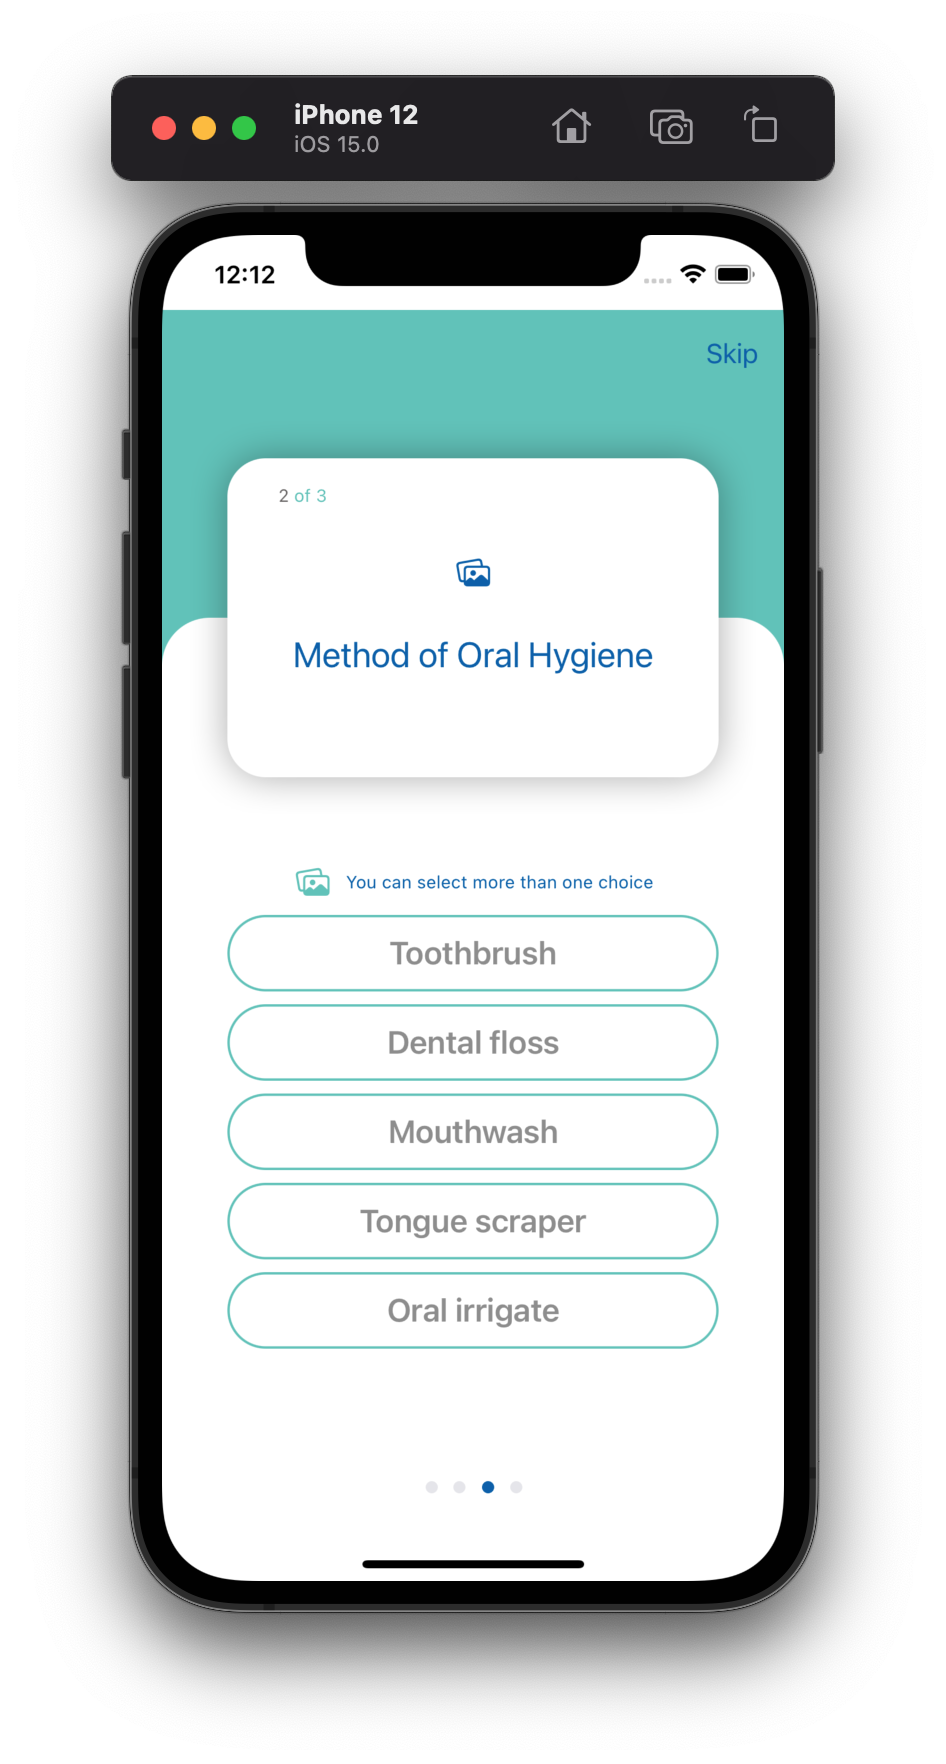 iPhone 12
iOS 15.0
12:12
Skip
2 of 3
Method of Oral Hygiene
You can select more than one choice
Toothbrush
Dental floss
Mouthwash
Tongue scraper
Oral irrigate